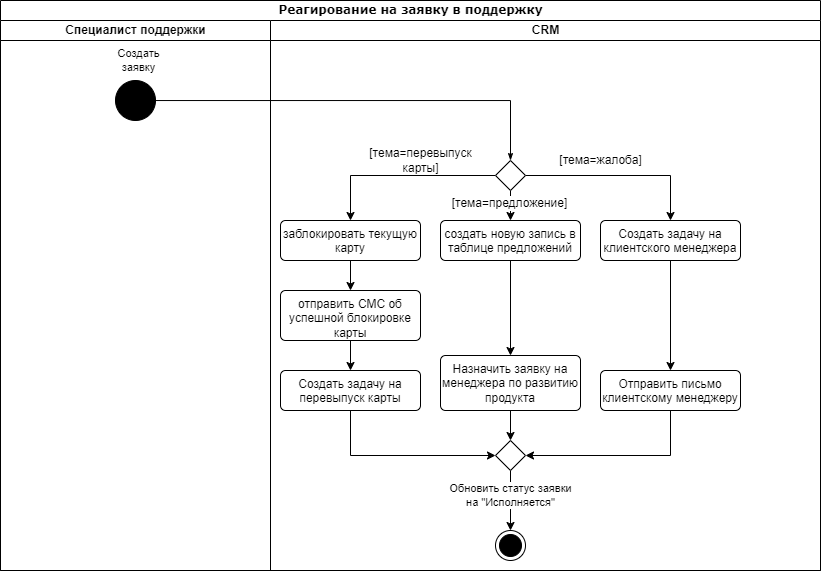 Реагирование на заявку в поддержку
Специалист поддержки
CRM
Создать
заявку
[тема=перевыпуск
карты]
[тема=жалоба]
[тема=предложение]
заблокировать текущую
карту
создать новую запись в
таблице предложений
Создать задачу на
клиентского менеджера
отправить СМС об
успешной блокировке
карты
Создать задачу на
перевыпуск карты
Назначить заявку на
менеджера по развитию
продукта
Отправить письмо
клиентскому менеджеру
Обновить статус заявки
на "Исполняется"